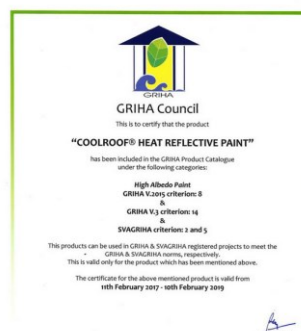 GRIHA
GRIHA Council
This is to certify that the product
"COOLROOF® HEAT REFLECTIVE PAINT"
has been included in the GRIHA Product Catalogue
under the following categories:
High Albedo Paint
GRIHA V.2015 criterion: 8
&
GRIHA V.3 criterion: 14
&
SVAGRIHA criterion: 2 and 5
This products can be used in GRIHA & SVAGRIHA registered projects to meet the
GRIHA & SVAGRIHA norms, respectively.
This is valid only for the product which has been mentioned above.
The certificate for the above mentioned product is valid from
11th February 2017 - 10th February 2019